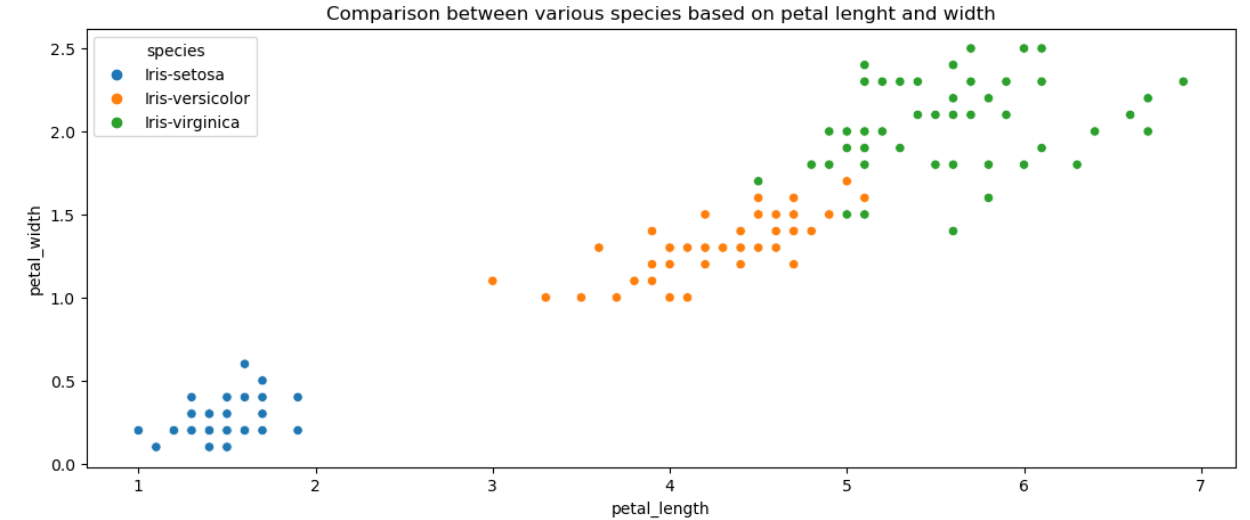 Comparison between various species based on petal lenght and width
species
Iris-setosa
Iris-versicolor
Iris-virginica
2.5
2.0
1.5
1.0
0.5
0.0
petal_width
1 2 3 4 5 6 7
petal_length